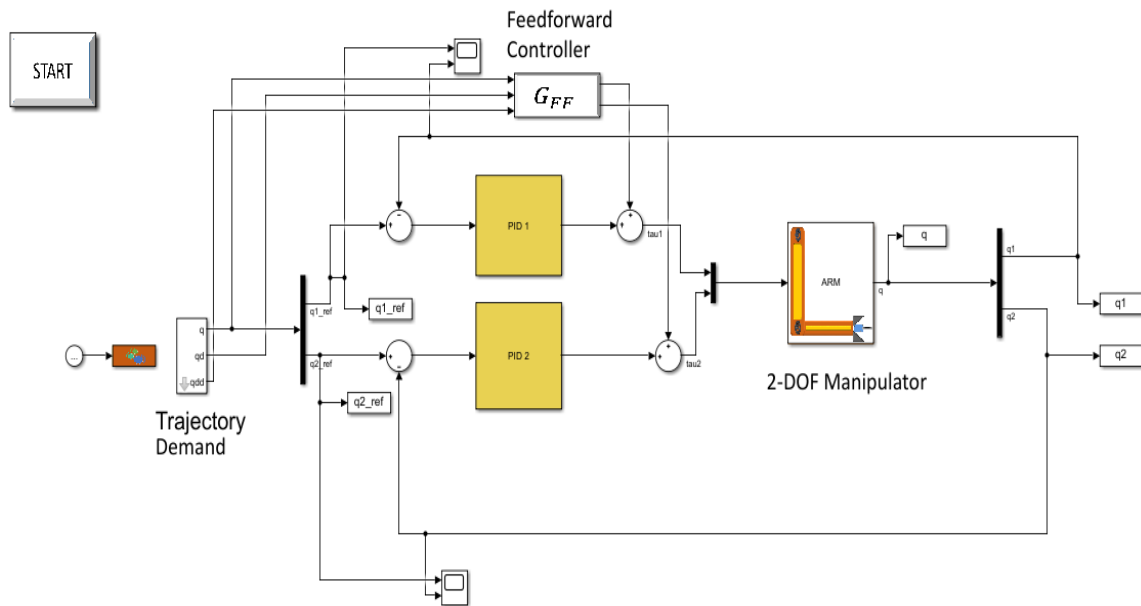 Feedforward
Controller
START
G_FF
PID 1
tau1
ARM
q
q
q1
q2
q1
q2
q1_ref
q1_ref
q
qd
qdd
q2_ref
PID 2
tau2
2-DOF Manipulator
...
q2_ref
Trajectory
Demand